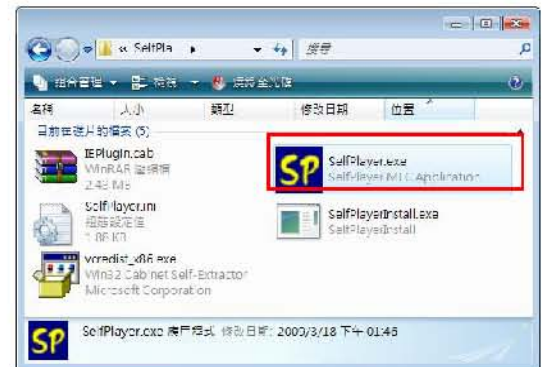 « SelfPla
搜尋
組合管理 檢視 燒錄至光碟
名稱 大小 類型 修改日期 位置
目前在碟片的檔案 (5)
IEPlugin.cab
WinRAR 壓縮檔
2.43 MB
SP
SelfPlayer.exe
SelfPlayer MFC Application
SelfPlayer.ini
組態設定值
1.86 KB
SelfPlayerInstall.exe
SelfPlayerInstall
vcredist_x86.exe
Win32 Cabinet Self-Extractor
Microsoft Corporation
SP
SelfPlayer.exe 應用程式 修改日期: 2009/3/18 下午 01:46